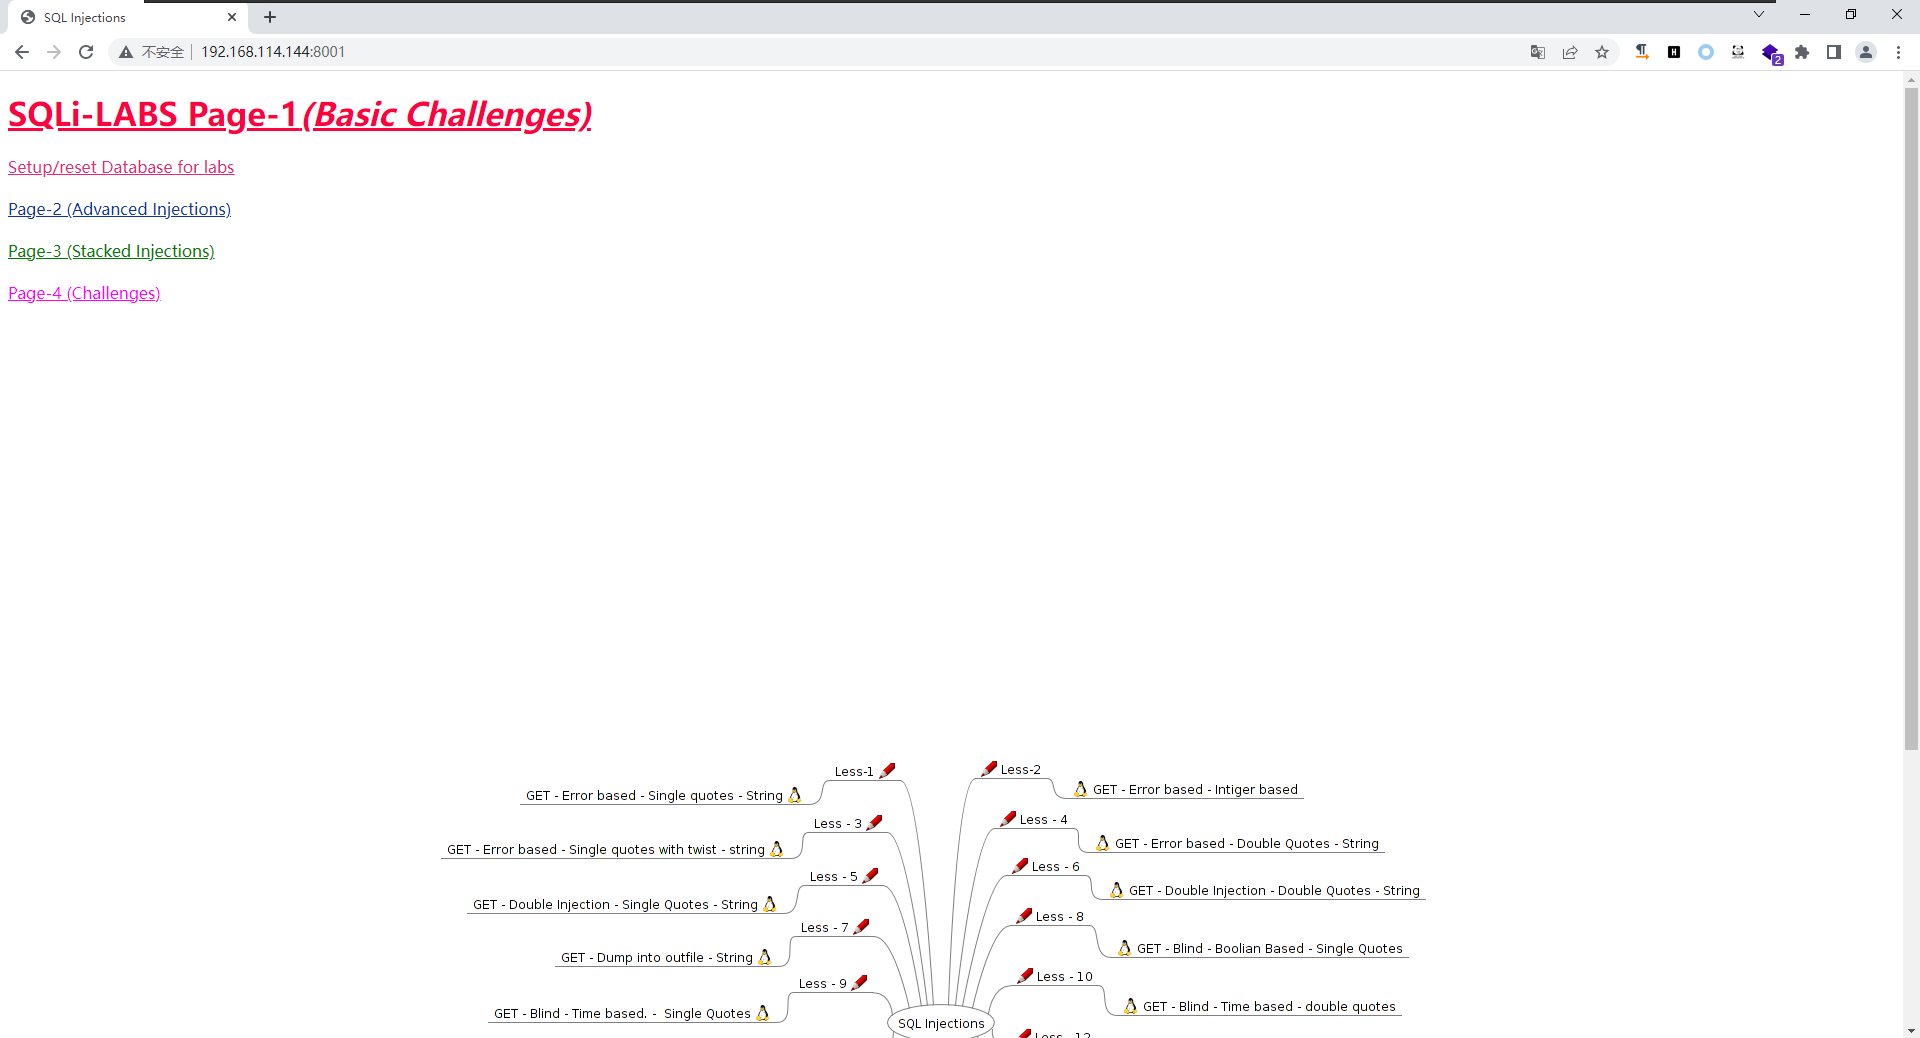 SQL Injections
不安全 192.168.114.144:8001
H
2
SQLi-LABS Page-1(Basic Challenges)
Setup/reset Database for labs
Page-2 (Advanced Injections)
Page-3 (Stacked Injections)
Page-4 (Challenges)
Less-1
GET - Error based - Single quotes - String
Less - 3
GET - Error based - Single quotes with twist - string
Less - 5
GET - Double Injection - Single Quotes - String
Less - 7
GET - Dump into outfile - String
Less - 9
GET - Blind - Time based. - Single Quotes
Less-2
GET - Error based - Intiger based
Less - 4
GET - Error based - Double Quotes - String
Less - 6
GET - Double Injection - Double Quotes - String
Less - 8
GET - Blind - Boolian Based - Single Quotes
Less - 10
GET - Blind - Time based - double quotes
SQL Injections
Less - 12